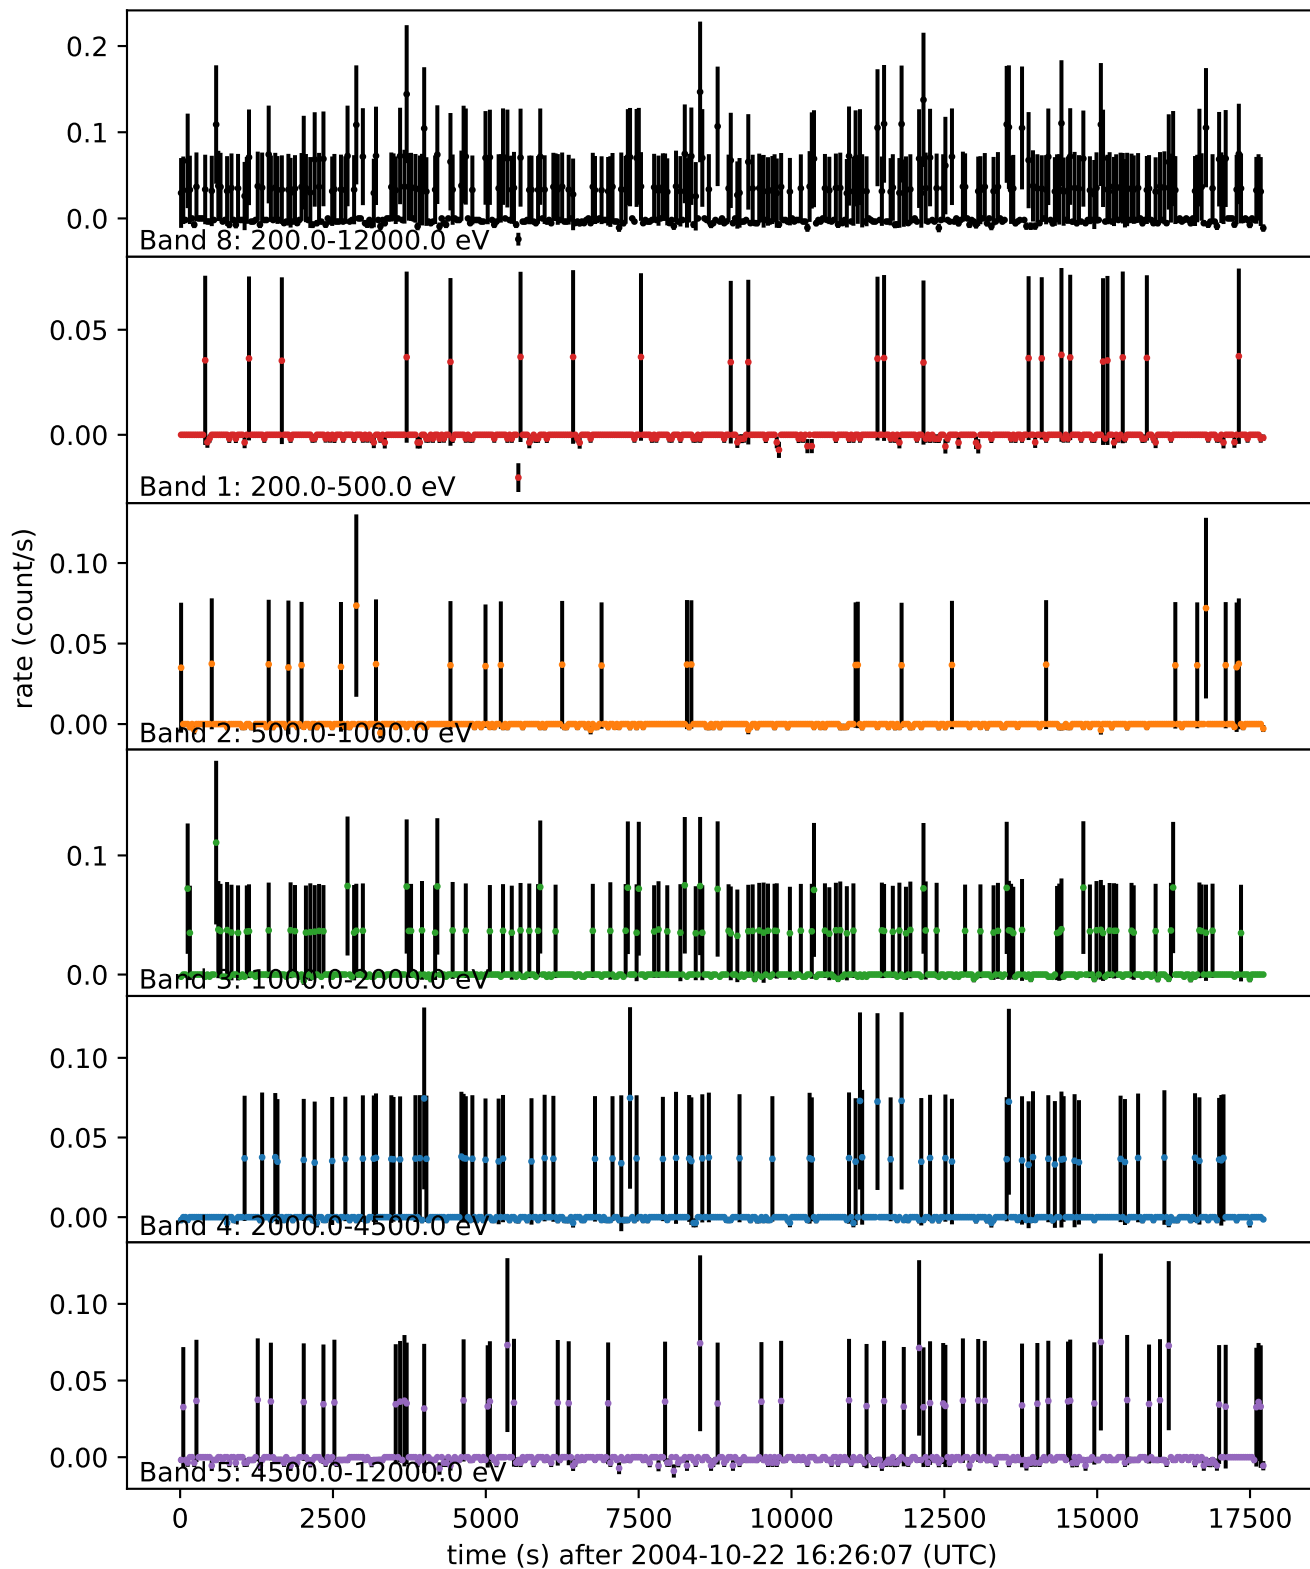 0.2
0.1
0.0
Band 8: 200.0-12000.0 eV
0.05
0.00
Band 1: 200.0-500.0 eV
rate (count/s)
0.10
0.05
0.00
Band 2: 500.0-1000.0 eV
0.1
0.0
Band 3: 1000.0-2000.0 eV
0.10
0.05
0.00
Band 4: 2000.0-4500.0 eV
0.10
0.05
0.00
Band 5: 4500.0-12000.0 eV
0 2500 5000 7500 10000 12500 15000 17500
time (s) after 2004-10-22 16:26:07 (UTC)